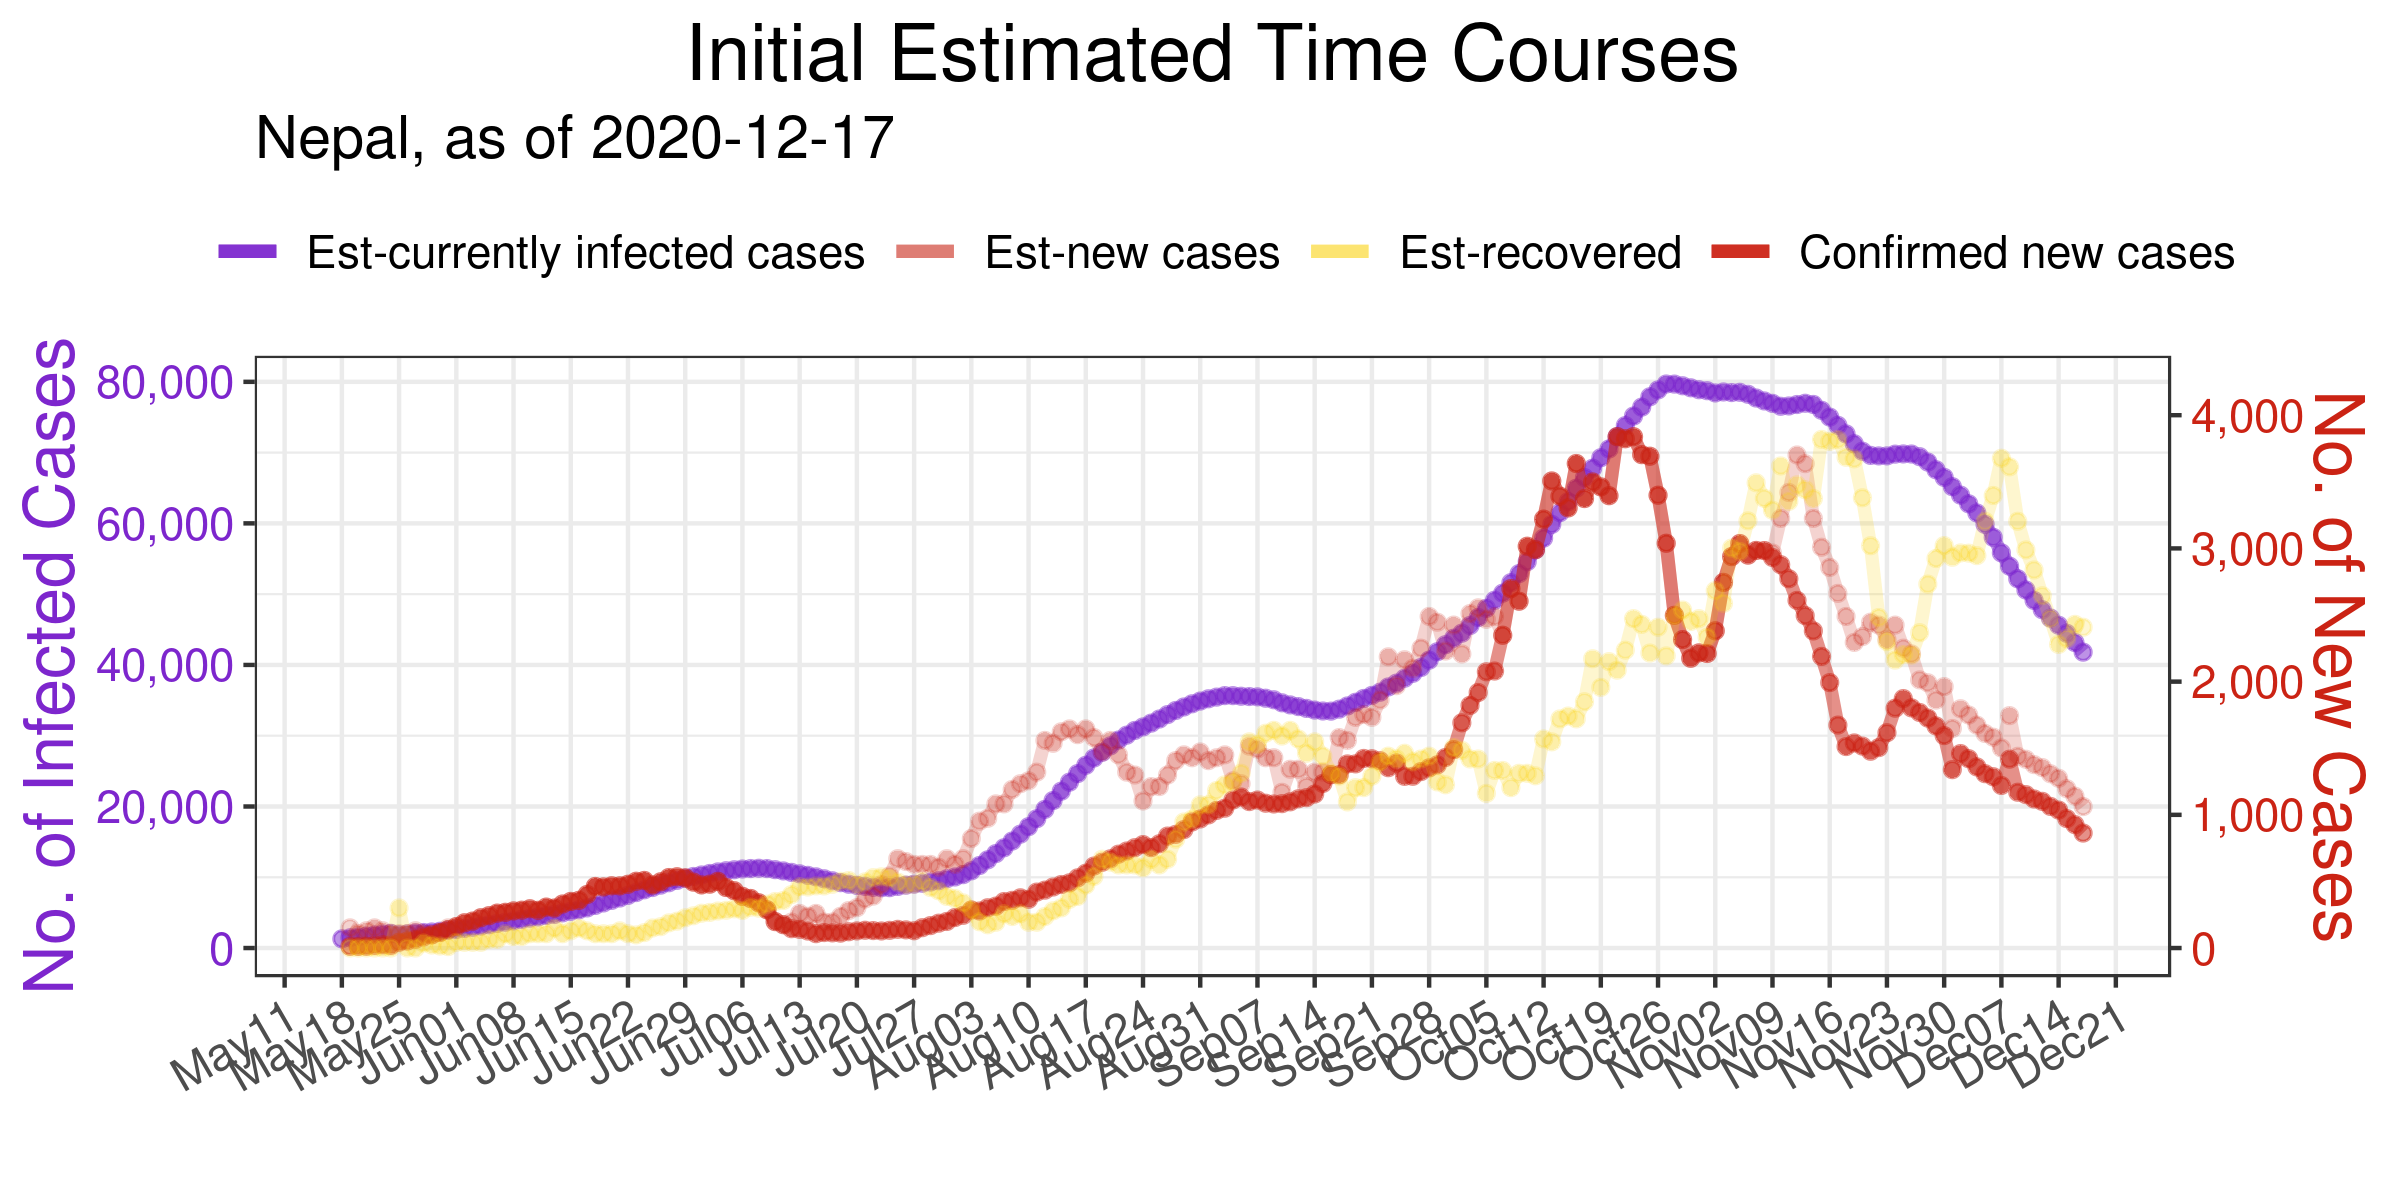 Initial Estimated Time Courses
Nepal, as of 2020-12-17
Est-currently infected cases Est-new cases Est-recovered Confirmed new cases
No. of Infected Cases
80,000
60,000
40,000
20,000
0
No. of New Cases
4,000
3,000
2,000
1,000
0
May11 May18 May25 Jun01 Jun08 Jun15 Jun22 Jun29 Jul06 Jul13 Jul20 Jul27 Aug03 Aug10 Aug17 Aug24 Aug31 Sep07 Sep14 Sep21 Sep28 Oct05 Oct12 Oct19 Oct26 Nov02 Nov09 Nov16 Nov23 Nov30 Dec07 Dec14 Dec21